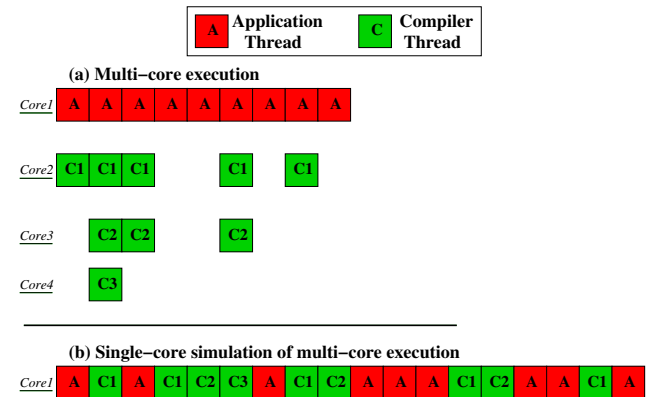 A Application Thread C Compiler Thread
(a) Multi−core execution
Core1 A A A A A A A A A
Core2 C1 C1 C1 C1 C1
Core3 C2 C2 C2
Core4 C3
(b) Single−core simulation of multi−core execution
Core1 A C1 A C1 C2 C3 A C1 C2 A A A C1 C2 A A C1 A